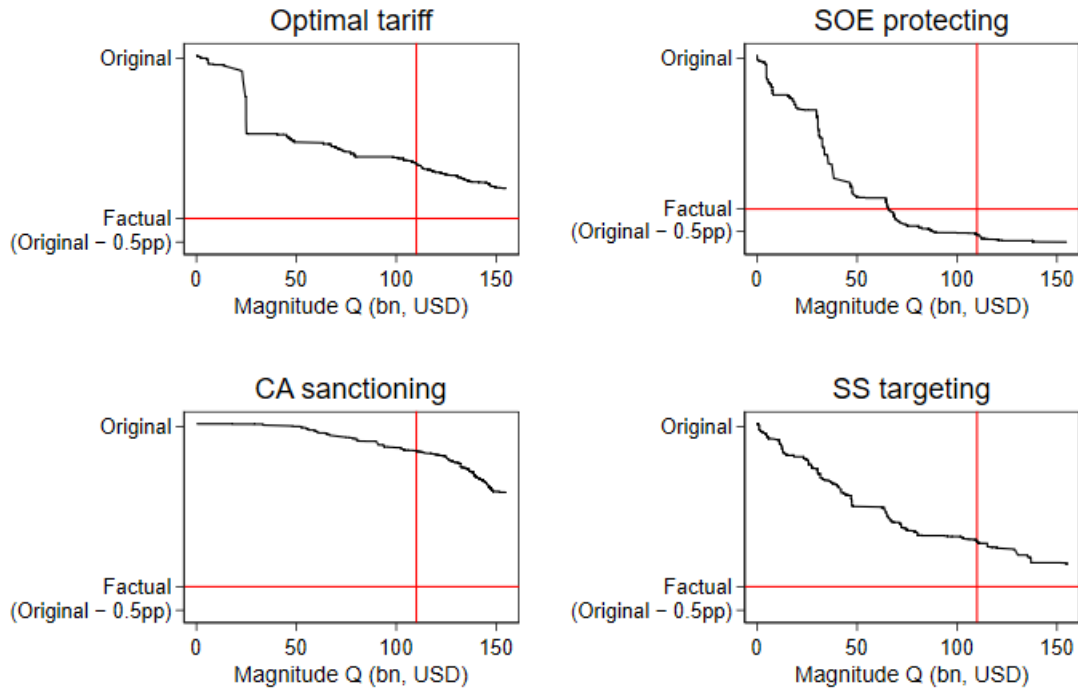 Optimal tariff
Original
Factual
(Original − 0.5pp)
0 50 100 150
Magnitude Q (bn, USD)
SOE protecting
Original
Factual
(Original − 0.5pp)
0 50 100 150
Magnitude Q (bn, USD)
CA sanctioning
Original
Factual
(Original − 0.5pp)
0 50 100 150
Magnitude Q (bn, USD)
SS targeting
Original
Factual
(Original − 0.5pp)
0 50 100 150
Magnitude Q (bn, USD)